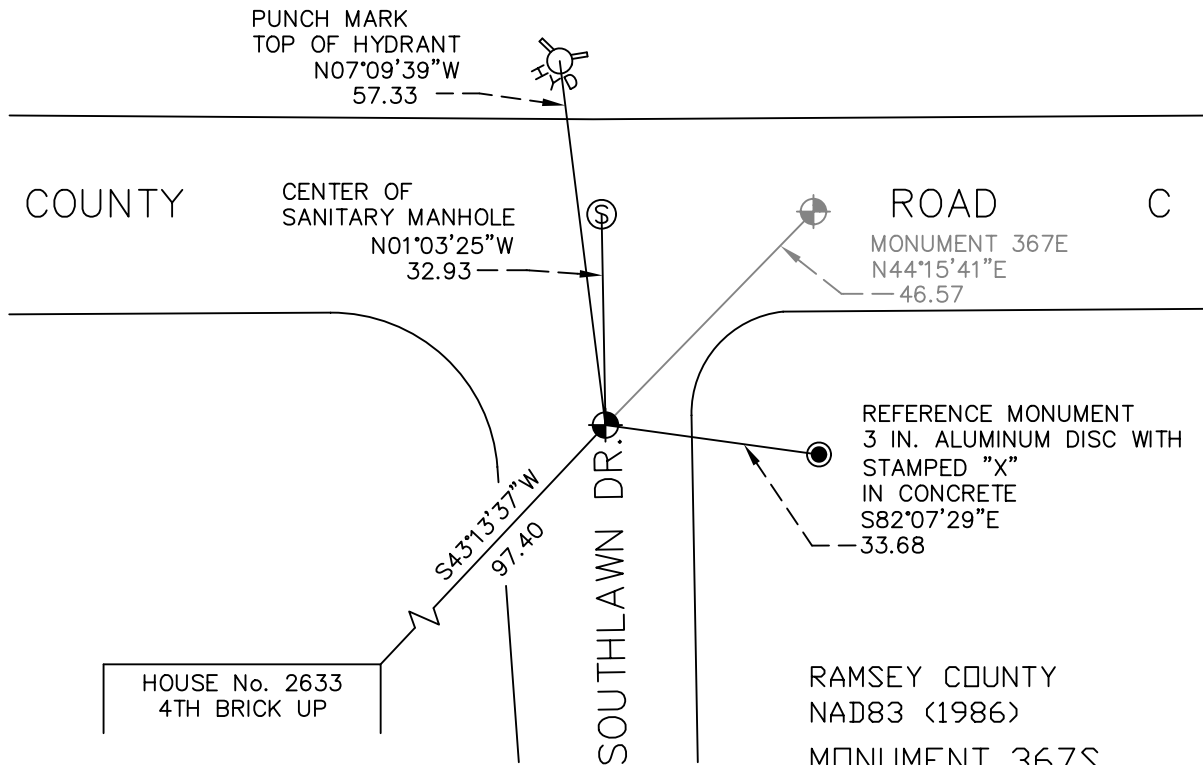 PUNCH MARK
TOP OF HYDRANT
N07°09'39"W
57.33
HYD
COUNTY
ROAD
C
CENTER OF
SANITARY MANHOLE
N01°03'25"W
32.93
S
MONUMENT 367E
N44°15'41"E
46.57
REFERENCE MONUMENT
3 IN. ALUMINUM DISC WITH
STAMPED "X"
IN CONCRETE
S82°07'29"E
33.68
S43°13'37"W
97.40
SOUTHLAWN DR.
HOUSE No. 2633
4TH BRICK UP
RAMSEY COUNTY
NAD83 (1986)
MONUMENT 367S